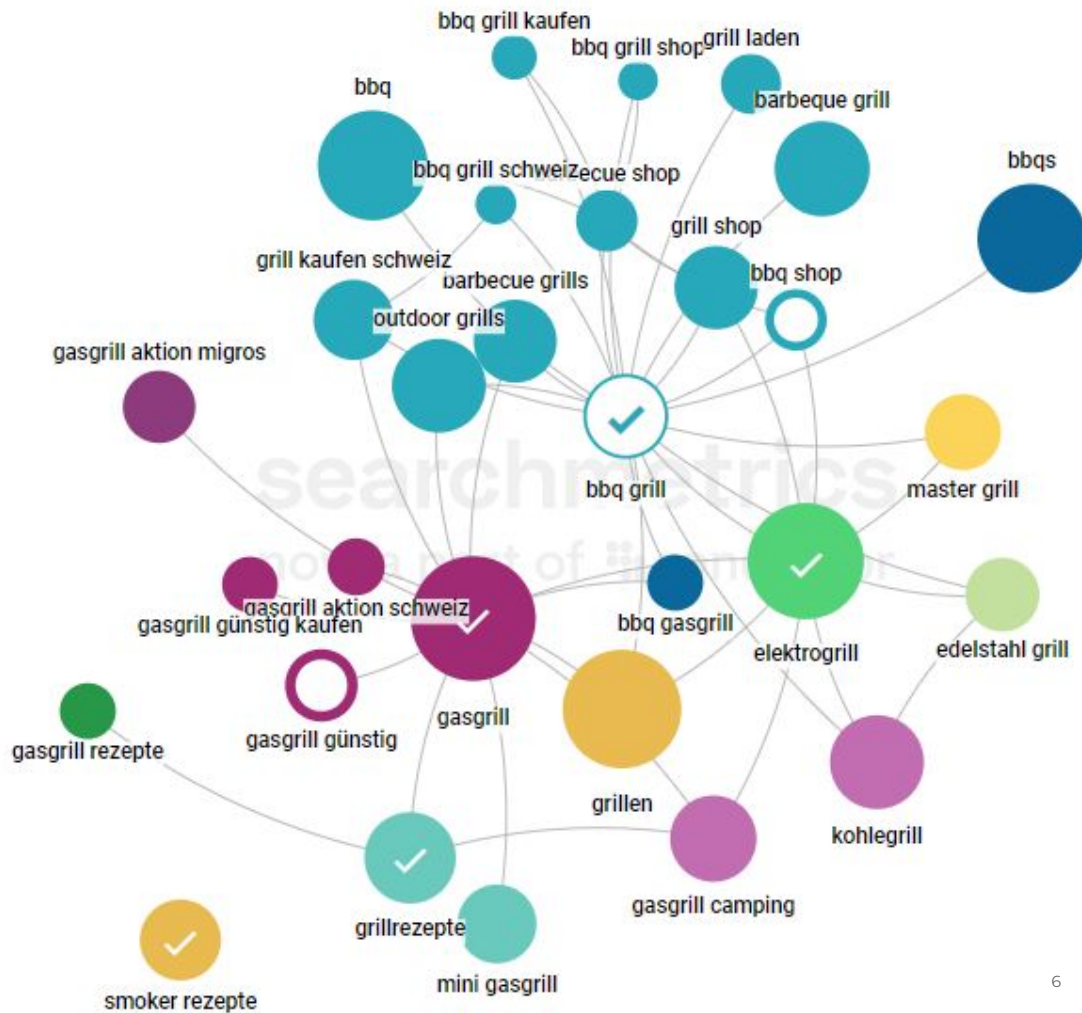 bbq grill kaufen
bbq grill shop
grill laden
bbq
barbeque grill
bbqs
bbq grill schweiz
ecue shop
grill shop
grill kaufen schweiz
barbecue grills
bbq shop
outdoor grills
gasgrill aktion migros
searchmetrics
bbq grill
master grill
now a part of
gasgrill aktion schweiz
gasgrill günstig kaufen
bbq gasgrill
elektrogrill
edelstahl grill
gasgrill
gasgrill günstig
gasgrill rezepte
grillen
kohlegrill
gasgrill camping
grillrezepte
mini gasgrill
smoker rezepte
6